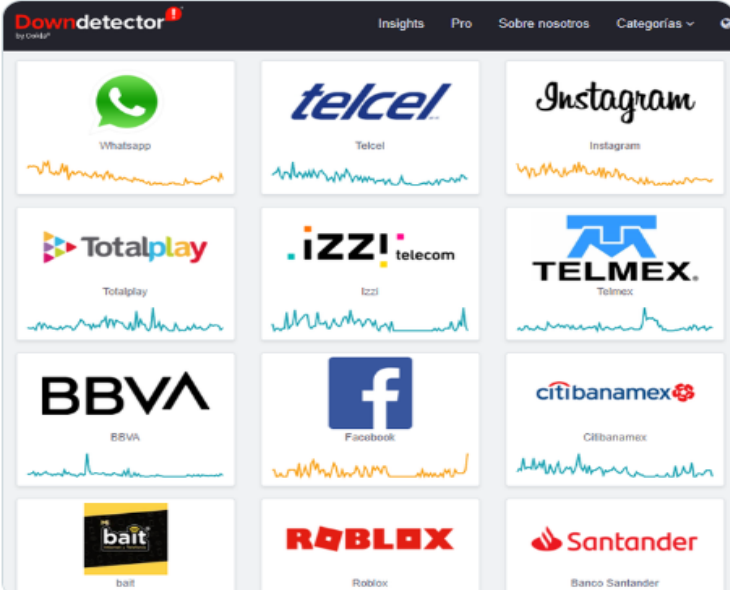 Downdetector
by Ookla®
Insights Pro Sobre nosotros Categorías
Whatsapp
telcel
Telcel
Instagram
Instagram
Totalplay
Totalplay
izzi telecom
Izzi
TELMEX.
Telmex
BBVA
BBVA
f
Facebook
citibanamex
Citibanamex
bait
bait
ROBLOX
Roblox
Santander
Banco Santander